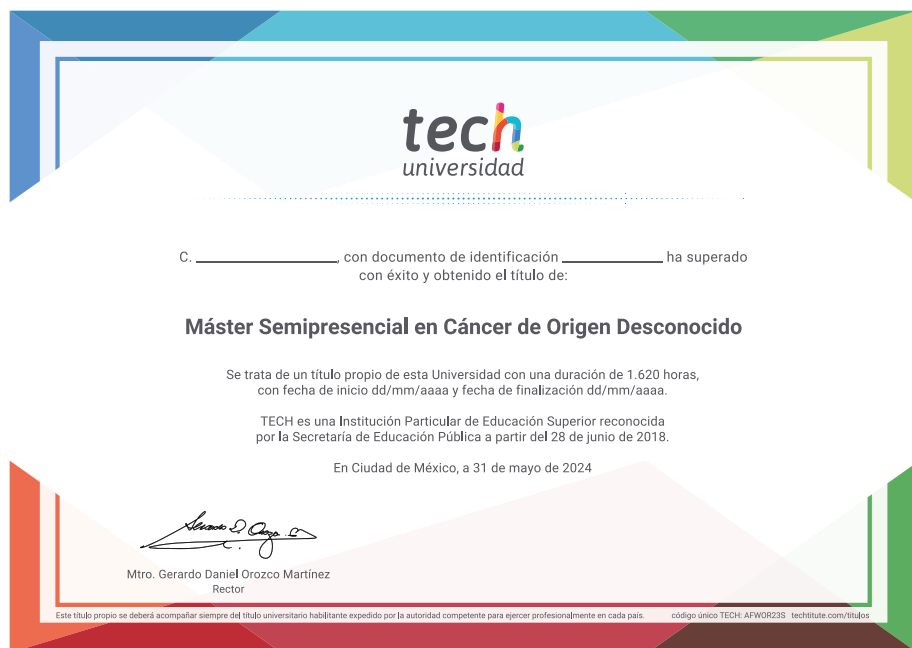 tech
universidad
C. ____________________, con documento de identificación ______________ ha superado
con éxito y obtenido el título de:
Máster Semipresencial en Cáncer de Origen Desconocido
Se trata de un título propio de esta Universidad con una duración de 1.620 horas,
con fecha de inicio dd/mm/aaaa y fecha de finalización dd/mm/aaaa.
TECH es una Institución Particular de Educación Superior reconocida
por la Secretaría de Educación Pública a partir del 28 de junio de 2018.
En Ciudad de México, a 31 de mayo de 2024
Mtro. Gerardo Daniel Orozco Martínez
Rector
Este título propio se deberá acompañar siempre del título universitario habilitante expedido por la autoridad competente para ejercer profesionalmente en cada país. código único TECH: AFWOR23S techtitute.com/titulos